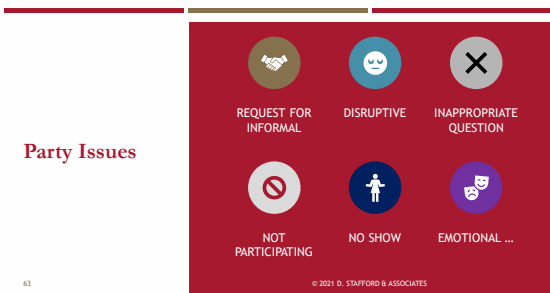 Party Issues
REQUEST FOR
INFORMAL
DISRUPTIVE
INAPPROPRIATE
QUESTION
NOT
PARTICIPATING
NO SHOW
EMOTIONAL ...
63
© 2021 D. STAFFORD & ASSOCIATES